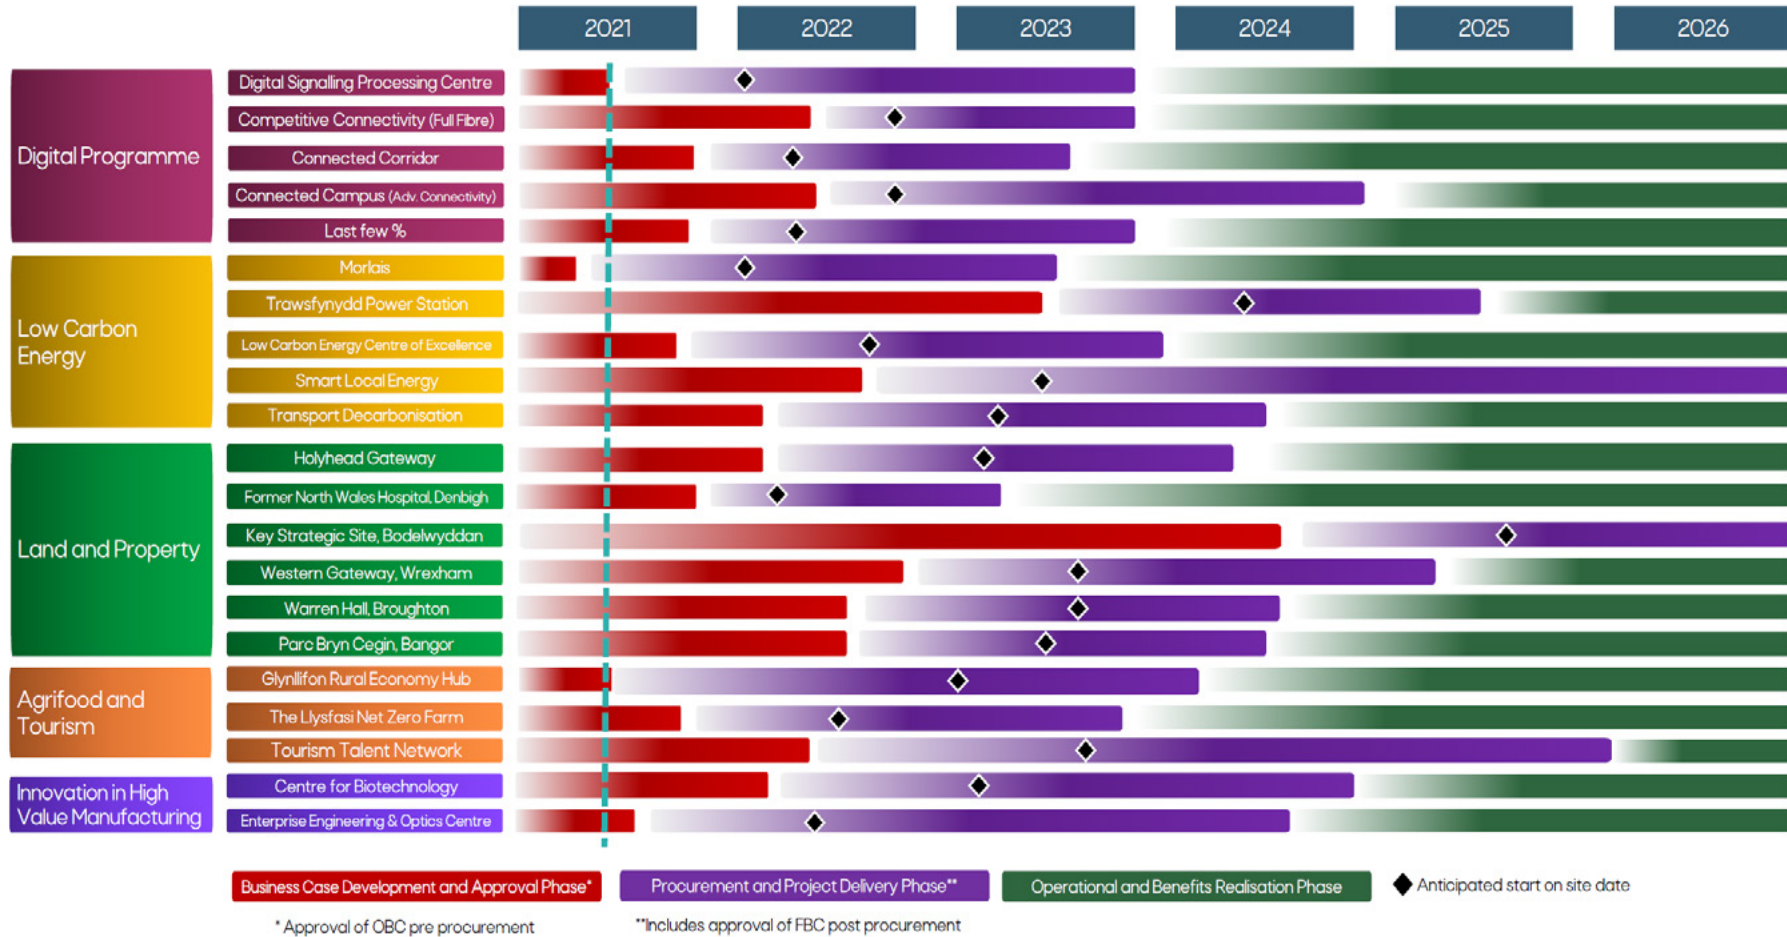 2021
2022
2023
2024
2025
2026
Digital Programme
Digital Signalling Processing Centre
Competitive Connectivity (Full Fibre)
Connected Corridor
Connected Campus (Adv. Connectivity)
Last few %
Low Carbon
Energy
Morlais
Trawsfynydd Power Station
Low Carbon Energy Centre of Excellence
Smart Local Energy
Transport Decarbonisation
Land and Property
Holyhead Gateway
Former North Wales Hospital, Denbigh
Key Strategic Site, Bodelwyddan
Western Gateway, Wrexham
Warren Hall, Broughton
Parc Bryn Cegin, Bangor
Agrifood and
Tourism
Glynllifon Rural Economy Hub
The Llysfasi Net Zero Farm
Tourism Talent Network
Innovation in High
Value Manufacturing
Centre for Biotechnology
Enterprise Engineering & Optics Centre
Business Case Development and Approval Phase*
Procurement and Project Delivery Phase**
Operational and Benefits Realisation Phase
Anticipated start on site date
* Approval of OBC pre procurement
**Includes approval of FBC post procurement